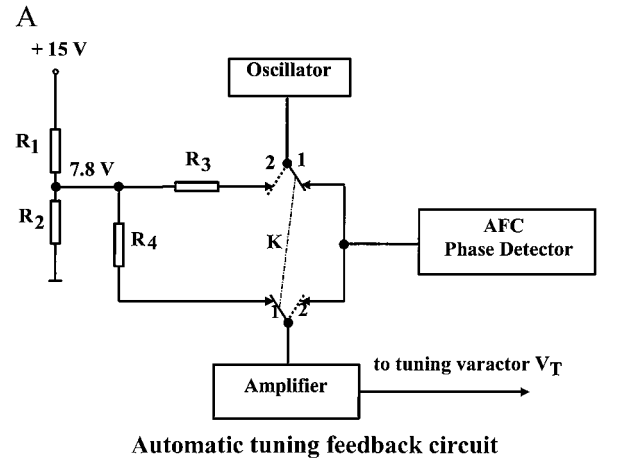 A
+ 15 V
Oscillator
R1
7.8 V
R3
2 1
R2
R4
K
AFC
Phase Detector
1 2
Amplifier
to tuning varactor VT
Automatic tuning feedback circuit